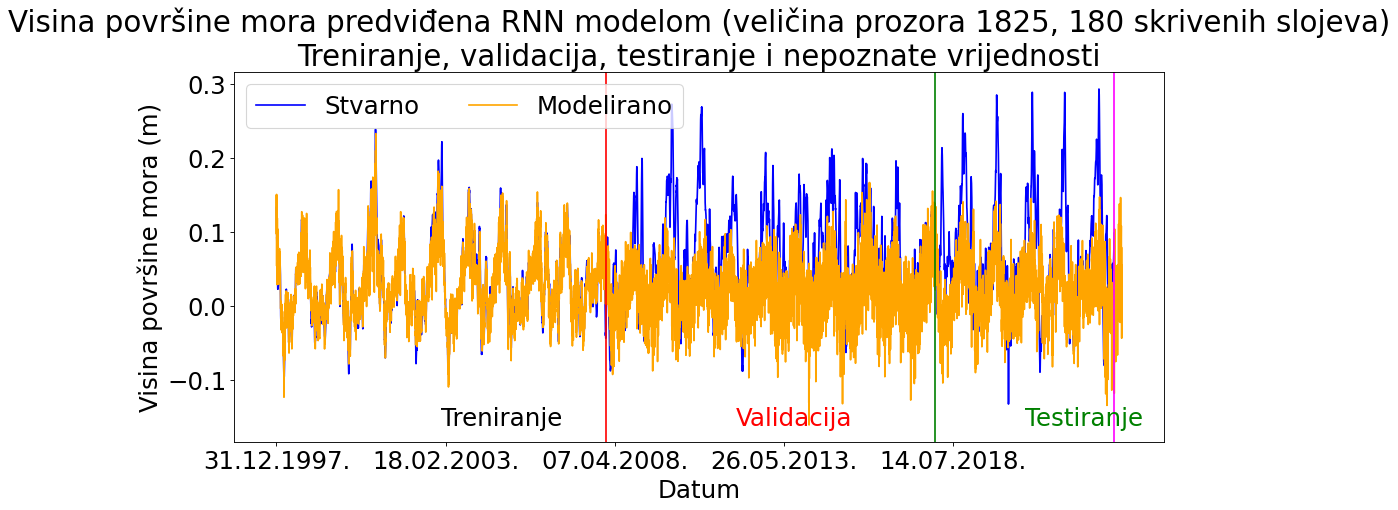 Visina površine mora predviđena RNN modelom (veličina prozora 1825, 180 skrivenih slojeva)
Treniranje, validacija, testiranje i nepoznate vrijednosti
Stvarno Modelirano
Visina površine mora (m)
0.3
0.2
0.1
0.0
−0.1
Treniranje Validacija Testiranje
31.12.1997. 18.02.2003. 07.04.2008. 26.05.2013. 14.07.2018.
Datum